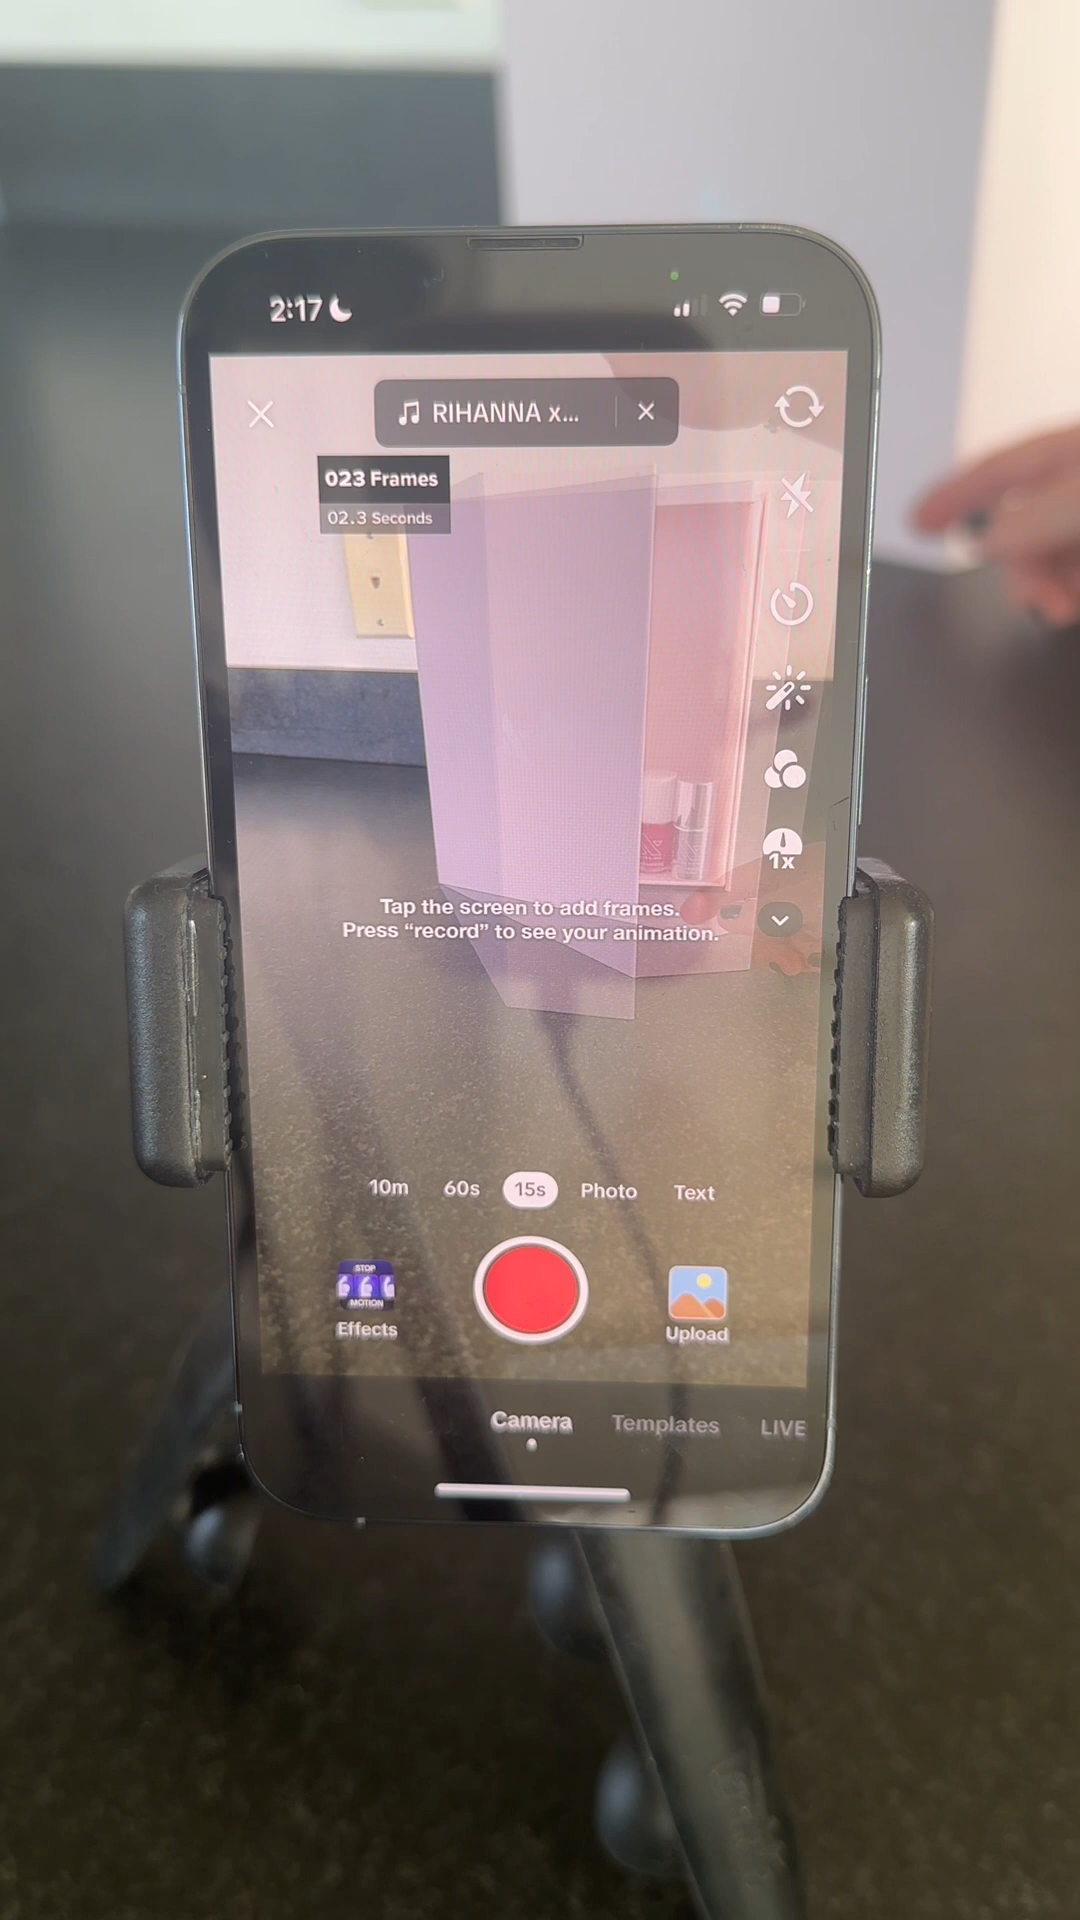 2:17
RIHANNA x...
023 Frames
02.3 Seconds
1x
Tap the screen to add frames.
Press “record” to see your animation.
10m 60s 15s Photo Text
STOP
MOTION
Effects
Upload
Camera Templates LIVE